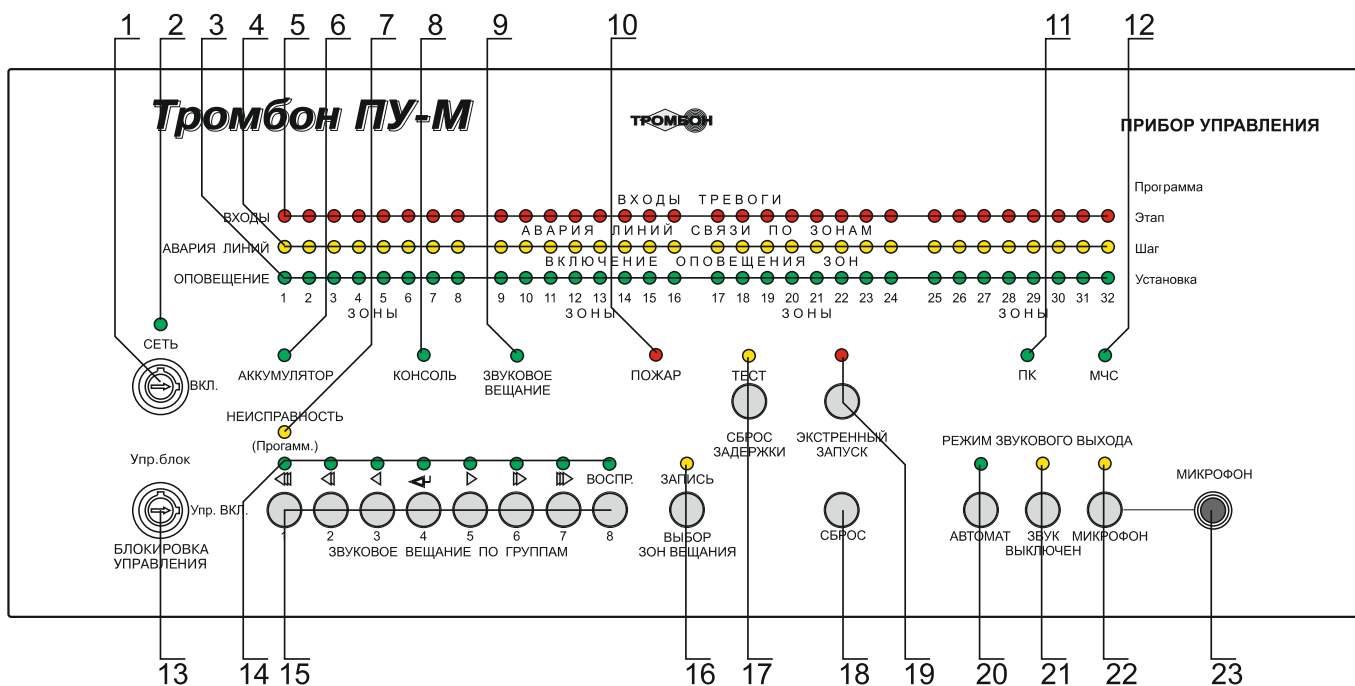 1 2 3 4 5 6 7 8 9 10 11 12
Тромбон ПУ-М
ТРОМБОН
ПРИБОР УПРАВЛЕНИЯ
Программа
ВХОДЫ ТРЕВОГИ
ВХОДЫ
Этап
АВАРИЯ ЛИНИЙ СВЯЗИ ПО ЗОНАМ
АВАРИЯ ЛИНИЙ
Шаг
ВКЛЮЧЕНИЕ ОПОВЕЩЕНИЯ ЗОН
ОПОВЕЩЕНИЕ
Установка
1 2 3 4 5 6 7 8 9 10 11 12 13 14 15 16 17 18 19 20 21 22 23 24 25 26 27 28 29 30 31 32
ЗОНЫ ЗОНЫ ЗОНЫ ЗОНЫ
СЕТЬ
ВКЛ.
АККУМУЛЯТОР
КОНСОЛЬ
ЗВУКОВОЕ
ВЕЩАНИЕ
ПОЖАР
ТЕСТ
ПК
МЧС
НЕИСПРАВНОСТЬ
(Прогамм.)
СБРОС
ЗАДЕРЖКИ
ЭКСТРЕННЫЙ
ЗАПУСК
РЕЖИМ ЗВУКОВОГО ВЫХОДА
Упр.блок
ВОСПР.
ЗАПИСЬ
МИКРОФОН
Упр. ВКЛ.
БЛОКИРОВКА
УПРАВЛЕНИЯ
1 2 3 4 5 6 7 8
ЗВУКОВОЕ ВЕЩАНИЕ ПО ГРУППАМ
ВЫБОР
ЗОН ВЕЩАНИЯ
СБРОС
АВТОМАТ
ЗВУК
ВЫКЛЮЧЕН
МИКРОФОН
13 14 15 16 17 18 19 20 21 22 23